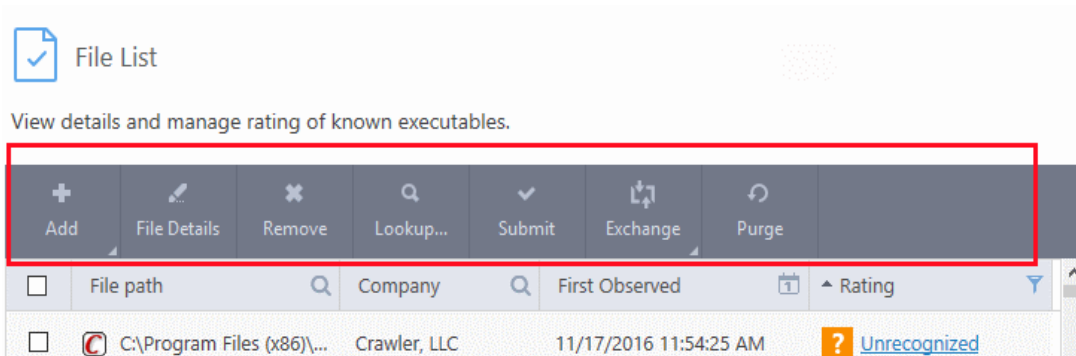 File List
View details and manage rating of known executables.
Add File Details Remove Lookup... Submit Exchange Purge
File path Company 1 First Observed Rating
C:\Program Files (x86)\... Crawler, LLC 11/17/2016 11:54:25 AM ? Unrecognized